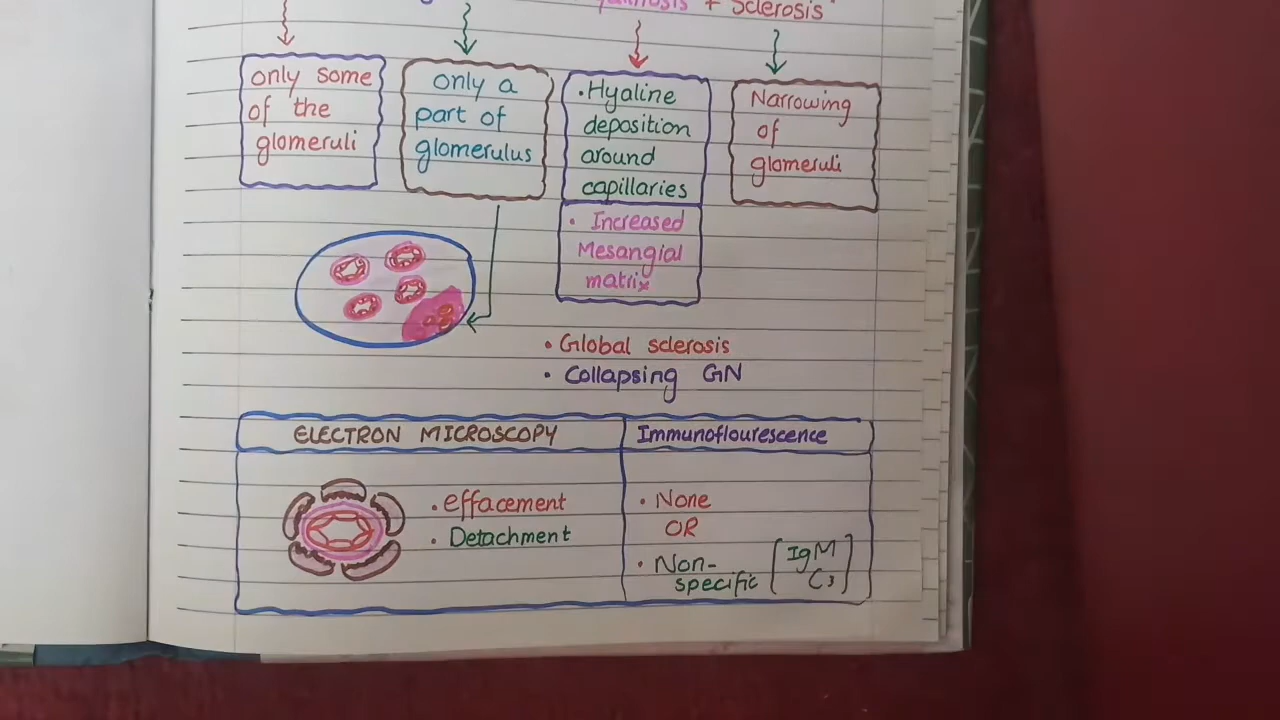 + Sclerosis
only some
of the
glomeruli
only a
part of
glomerulus
• Hyaline
deposition
around
capillaries
• Increased
Mesangial
matrix
Narrowing
of
glomeruli
• Global sclerosis
• Collapsing GN
ELECTRON MICROSCOPY
• effacement
• Detachment
Immunoflourescence
• None
OR
• Non-
specific [IgM
C3]